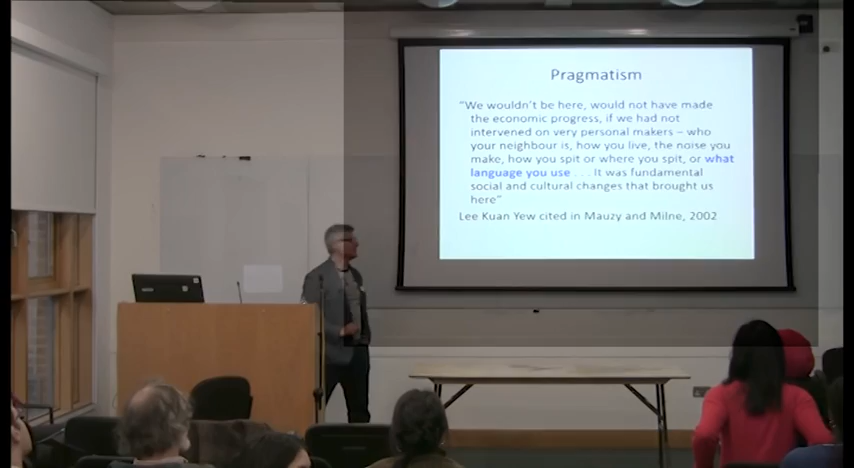 Pragmatism
“We wouldn’t be here, would not have made
the economic progress, if we had not
intervened on very personal makers – who
your neighbour is, how you live, the noise you
make, how you spit or where you spit, or what
language you use . . . It was fundamental
social and cultural changes that brought us
here”
Lee Kuan Yew cited in Mauzy and Milne, 2002